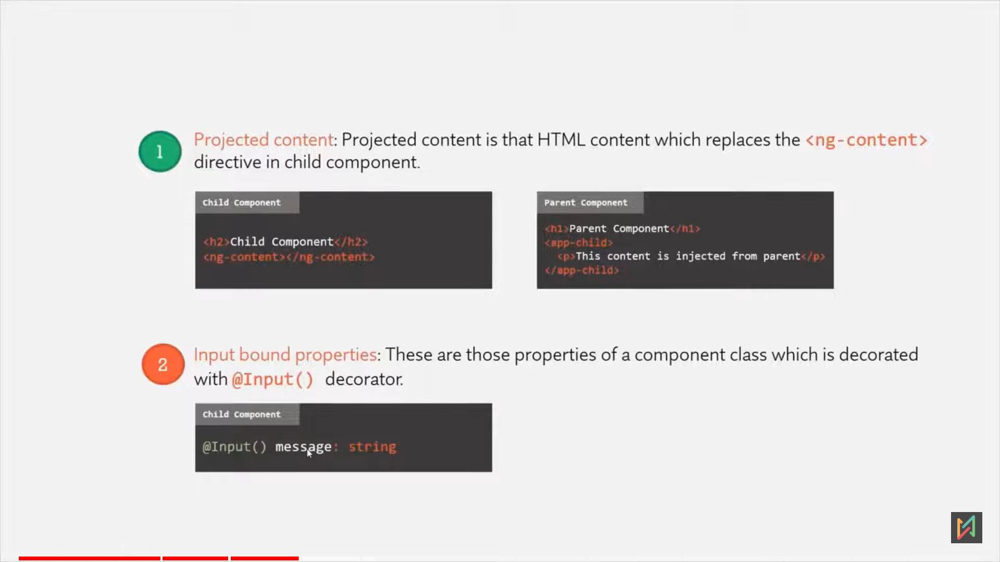 1
Projected content: Projected content is that HTML content which replaces the <ng-content>
directive in child component.
Child Component
<h2>Child Component</h2>
<ng-content></ng-content>
Parent Component
<h1>Parent Component</h1>
<app-child>
<p>This content is injected from parent</p>
</app-child>
2
Input bound properties: These are those properties of a component class which is decorated
with @Input() decorator.
Child Component
@Input() message: string